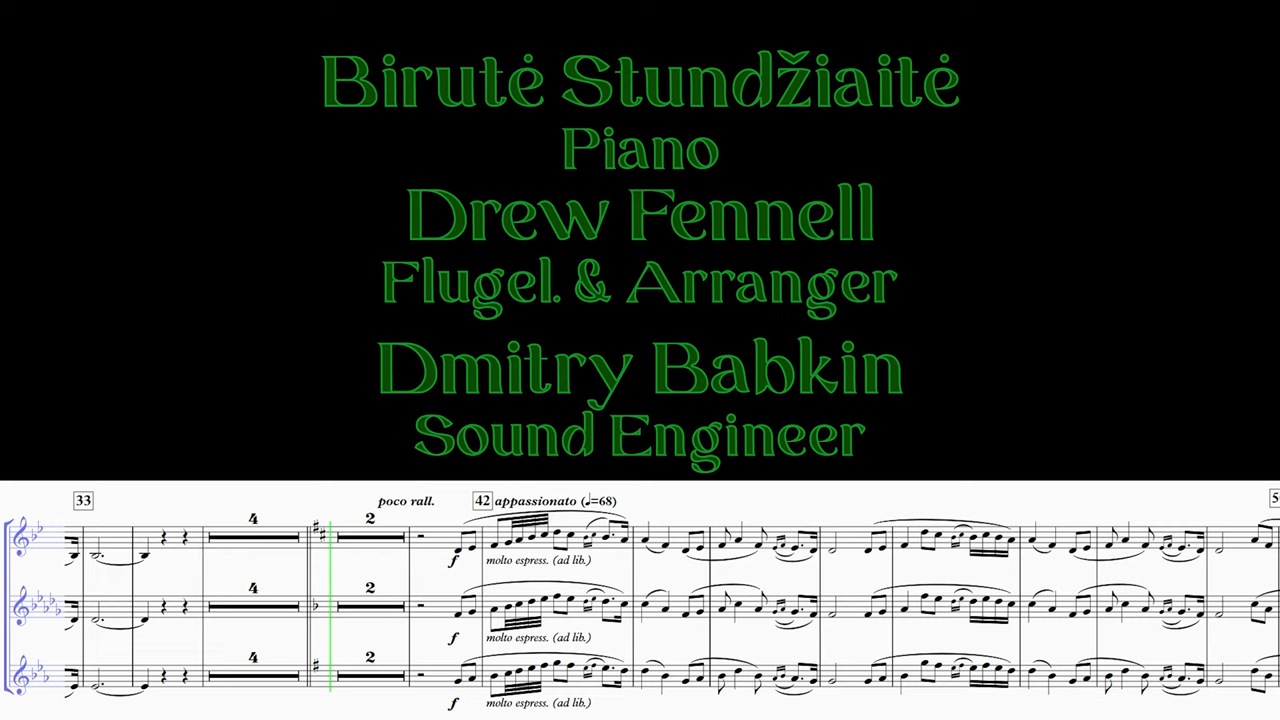 Birutė Stundžiaitė
Piano
Drew Fennell
Flugel. & Arranger
Dmitry Babkin
Sound Engineer
33
poco rall.
42 appassionato (♩=68)
4
2
f
molto espress. (ad lib.)
4
2
f
molto espress. (ad lib.)
4
2
f
molto espress. (ad lib.)